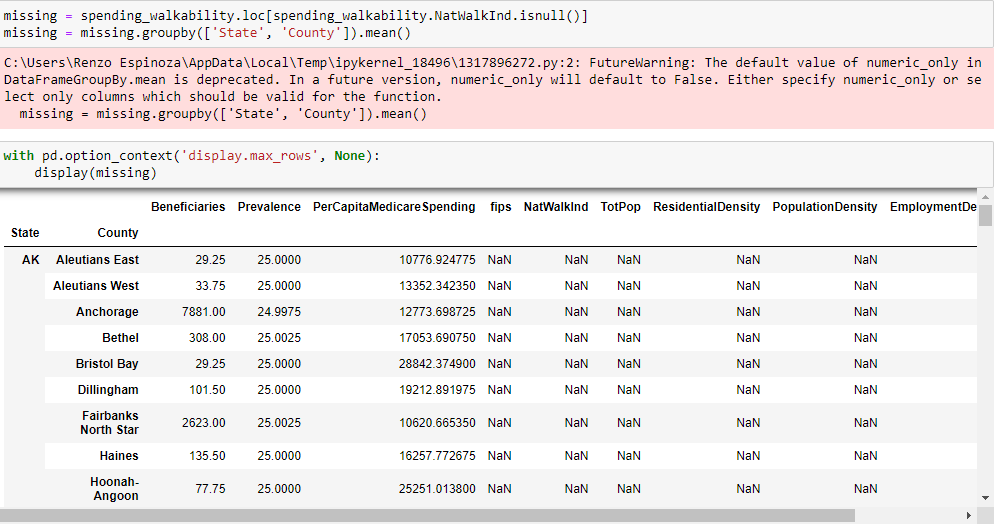 missing = spending_walkability.loc[spending_walkability.NatWalkInd.isnull()]
missing = missing.groupby(['State', 'County']).mean()
C:\Users\Renzo Espinoza\AppData\Local\Temp\ipykernel_18496\1317896272.py:2: FutureWarning: The default value of numeric_only in
DataFrameGroupBy.mean is deprecated. In a future version, numeric_only will default to False. Either specify numeric_only or se
lect only columns which should be valid for the function.
missing = missing.groupby(['State', 'County']).mean()
with pd.option_context('display.max_rows', None):
display(missing)
Beneficiaries Prevalence PerCapitaMedicareSpending fips NatWalkInd TotPop ResidentialDensity PopulationDensity EmploymentDe
State County
AK Aleutians East 29.25 25.0000 10776.924775 NaN NaN NaN NaN NaN
Aleutians West 33.75 25.0000 13352.342350 NaN NaN NaN NaN NaN
Anchorage 7881.00 24.9975 12773.698725 NaN NaN NaN NaN NaN
Bethel 308.00 25.0025 17053.690750 NaN NaN NaN NaN NaN
Bristol Bay 29.25 25.0000 28842.374900 NaN NaN NaN NaN NaN
Dillingham 101.50 25.0000 19212.891975 NaN NaN NaN NaN NaN
Fairbanks
North Star 2623.00 25.0025 10620.665350 NaN NaN NaN NaN NaN
Haines 135.50 25.0000 16257.772675 NaN NaN NaN NaN NaN
Hoonah-
Angoon 77.75 25.0000 25251.013800 NaN NaN NaN NaN NaN